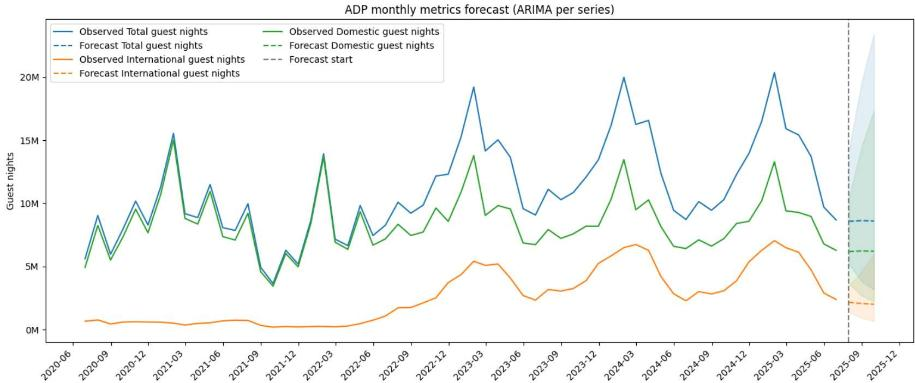 ADP monthly metrics forecast (ARIMA per series)
Observed Total guest nights
Forecast Total guest nights
Observed International guest nights
Forecast International guest nights
Observed Domestic guest nights
Forecast Domestic guest nights
Forecast start
Guest nights
20M
15M
10M
5M
0M
2020-06
2020-09
2020-12
2021-03
2021-06
2021-09
2021-12
2022-03
2022-06
2022-09
2022-12
2023-03
2023-06
2023-09
2023-12
2024-03
2024-06
2024-09
2024-12
2025-03
2025-06
2025-09
2025-12